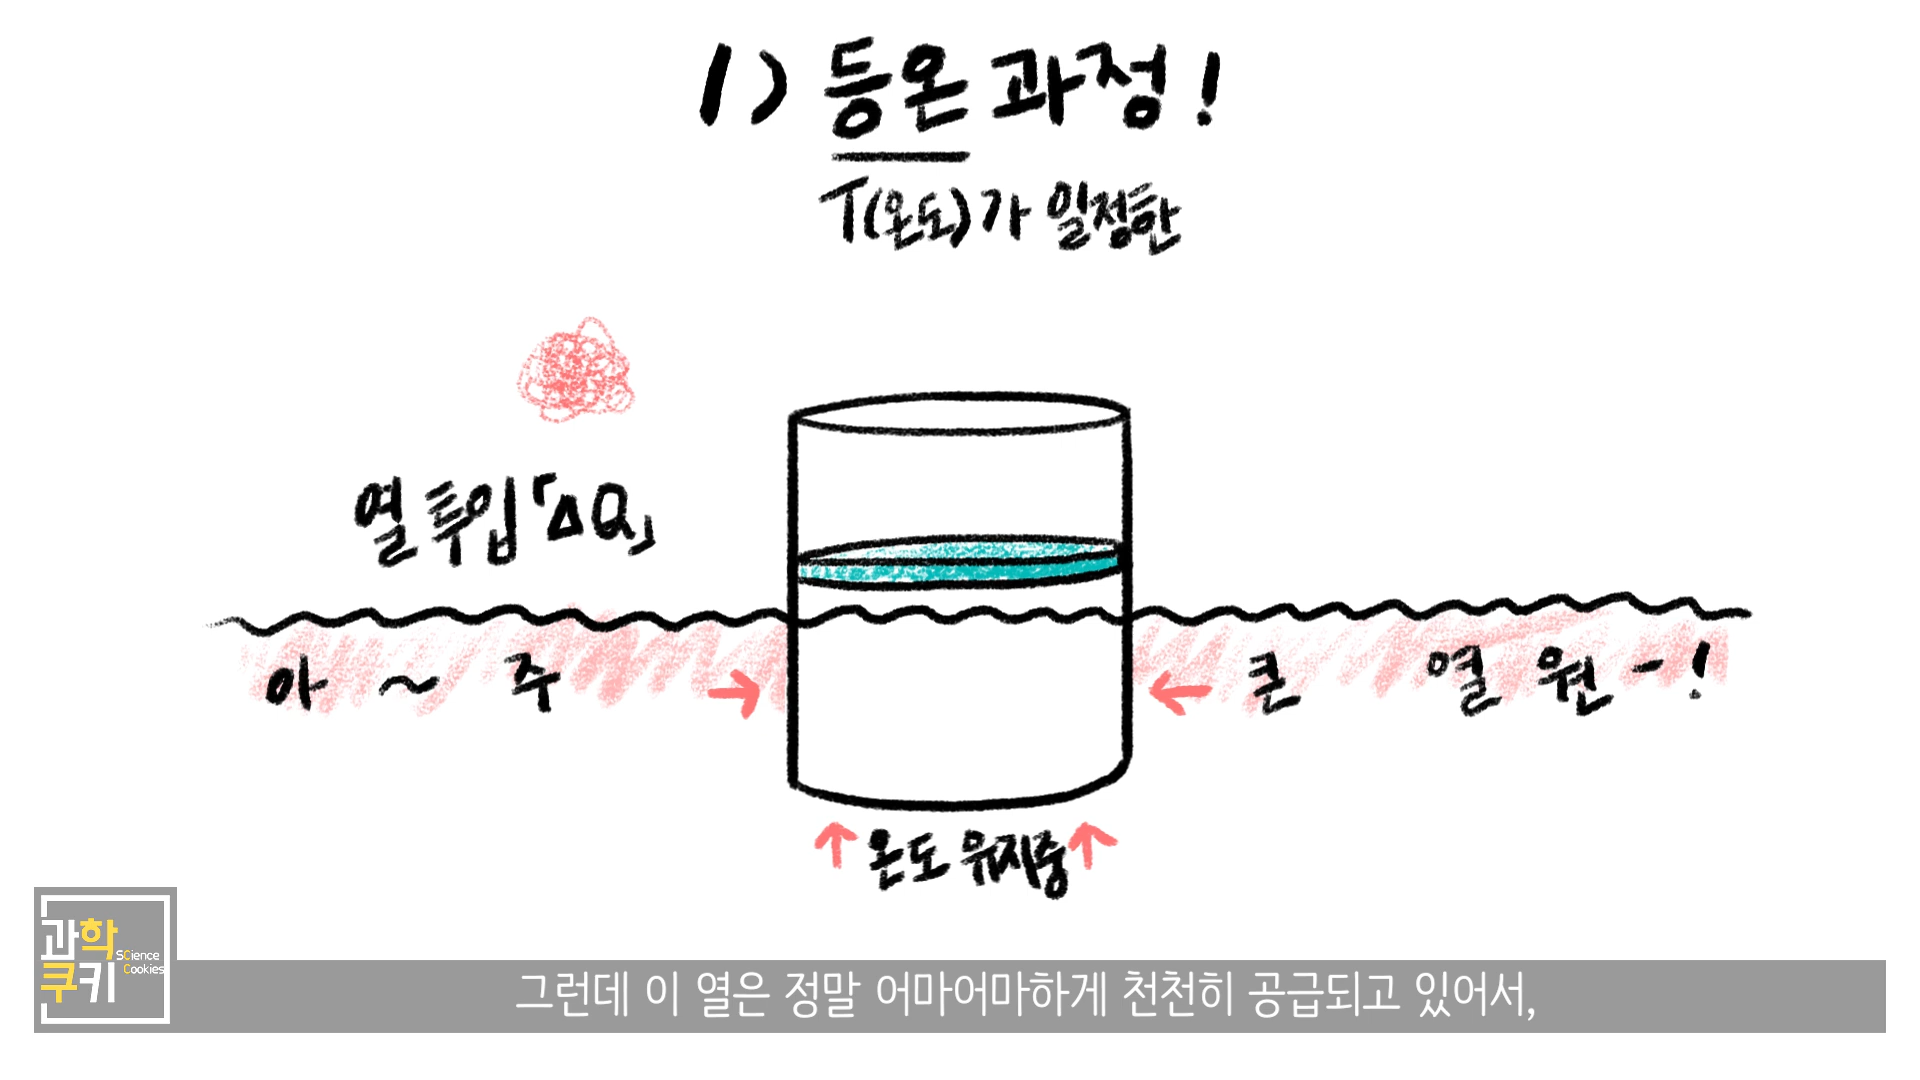 1) 등온 과정!
T(온도)가 일정한
열 투입「ΔQ」
아 ~ 주 큰 열 원 - !
온도 유지중
과학 쿠키 SCience Cookies
그런데 이 열은 정말 어마어마하게 천천히 공급되고 있어서,